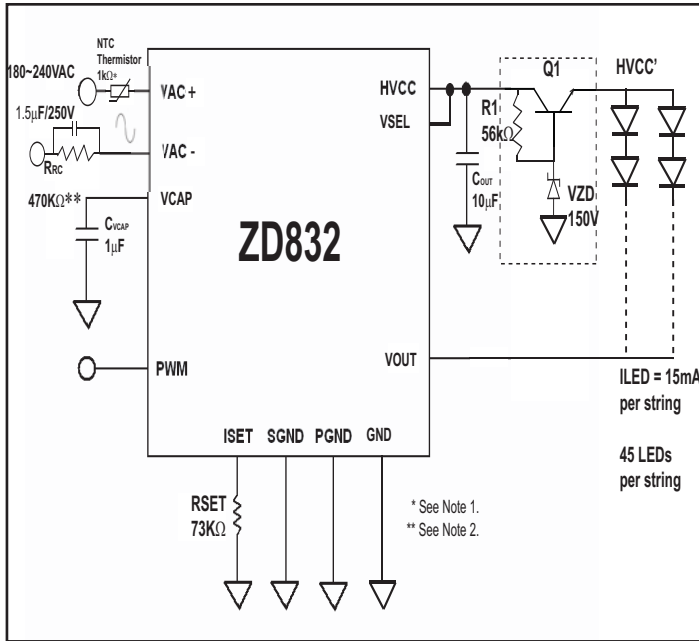 NTC
Thermistor
1kΩ*
180~240VAC
VAC +
1.5µF/250V
VAC -
RRC
470KΩ**
VCAP
CVCAP
1µF
ZD832
PWM
ISET SGND PGND GND
RSET
73KΩ
HVCC
VSEL
VOUT
COUT
10µF
R1
56kΩ
Q1
VZD
150V
HVCC'
ILED = 15mA
per string
45 LEDs
per string
* See Note 1.
** See Note 2.